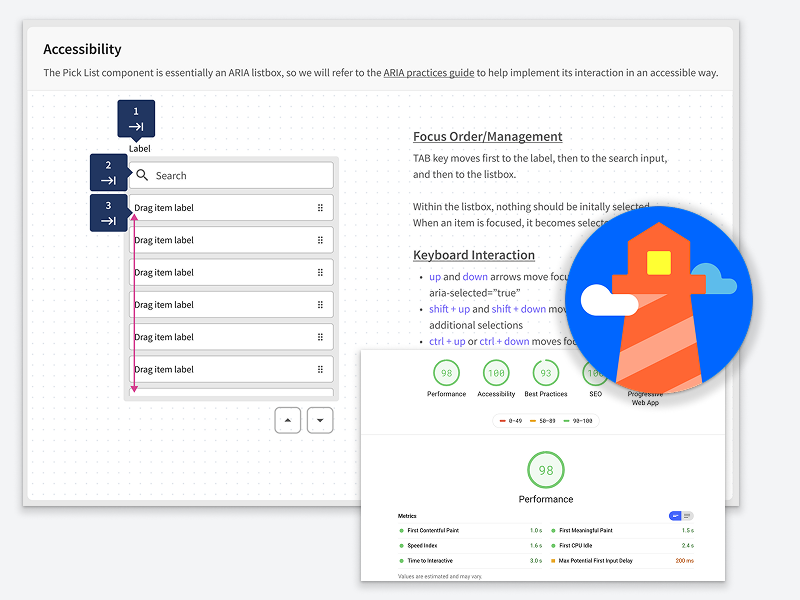 Accessibility
The Pick List component is essentially an ARIA listbox, so we will refer to the ARIA practices guide to help implement its interaction in an accessible way.
1
Label
2
Search
3
Drag item label
Drag item label
Drag item label
Drag item label
Drag item label
Drag item label
Focus Order/Management
TAB key moves first to the label, then to the search input,
and then to the listbox.
Within the listbox, nothing should be initally selected.
When an item is focused, it becomes
Keyboard Interaction
up and down arrows move
aria-selected="true"
shift + up and shift + down
additional selections
ctrl + up or ctrl + down moves
98 100 93 100
Performance Accessibility Best Practices SEO Progressive
Web App
0-49 50-89 90-100
98
Performance
Metrics
First Contentful Paint 1.0 s First Meaningful Paint 1.5 s
Speed Index 1.6 s First CPU Idle 2.4 s
Time to Interactive 3.0 s Max Potential First Input Delay 200 ms
Values are estimated and may vary.